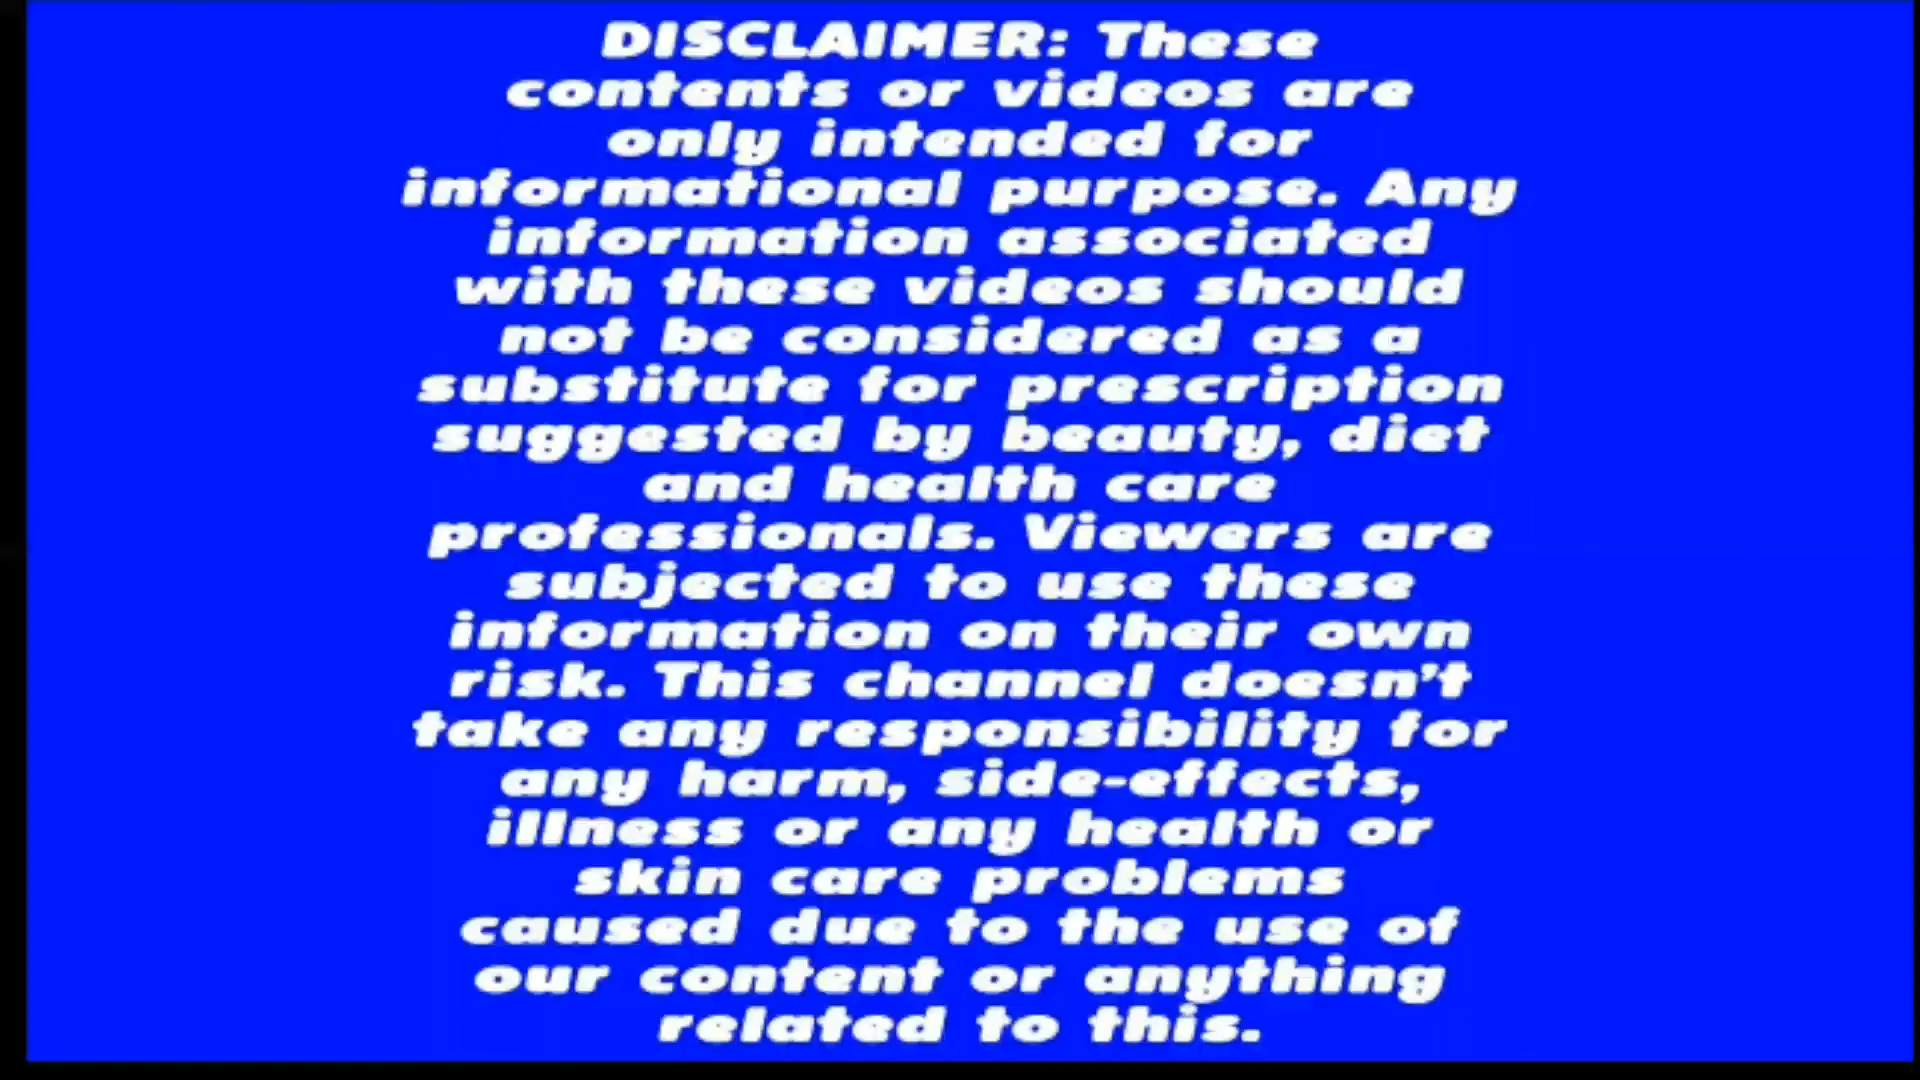 DISCLAIMER: These
contents or videos are
only intended for
informational purpose. Any
information associated
with these videos should
not be considered as a
substitute for prescription
suggested by beauty, diet
and health care
professionals. Viewers are
subjected to use these
information on their own
risk. This channel doesn't
take any responsibility for
any harm, side-effects,
illness or any health or
skin care problems
caused due to the use of
our content or anything
related to this.